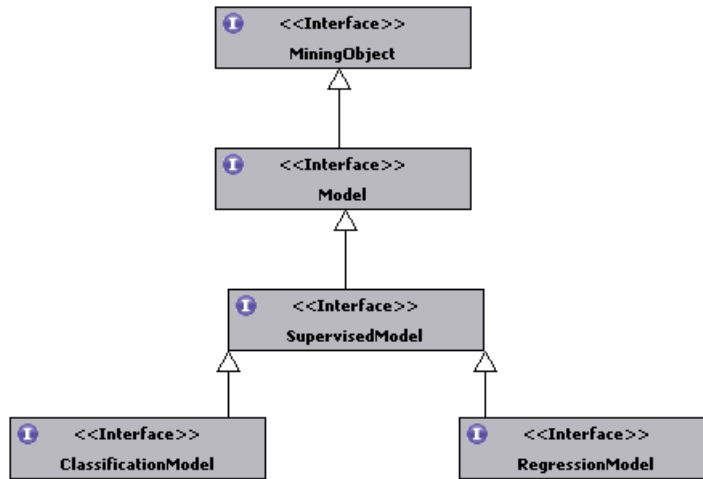 I
<<Interface>>
MiningObject
I
<<Interface>>
Model
I
<<Interface>>
SupervisedModel
I
<<Interface>>
ClassificationModel
I
<<Interface>>
RegressionModel